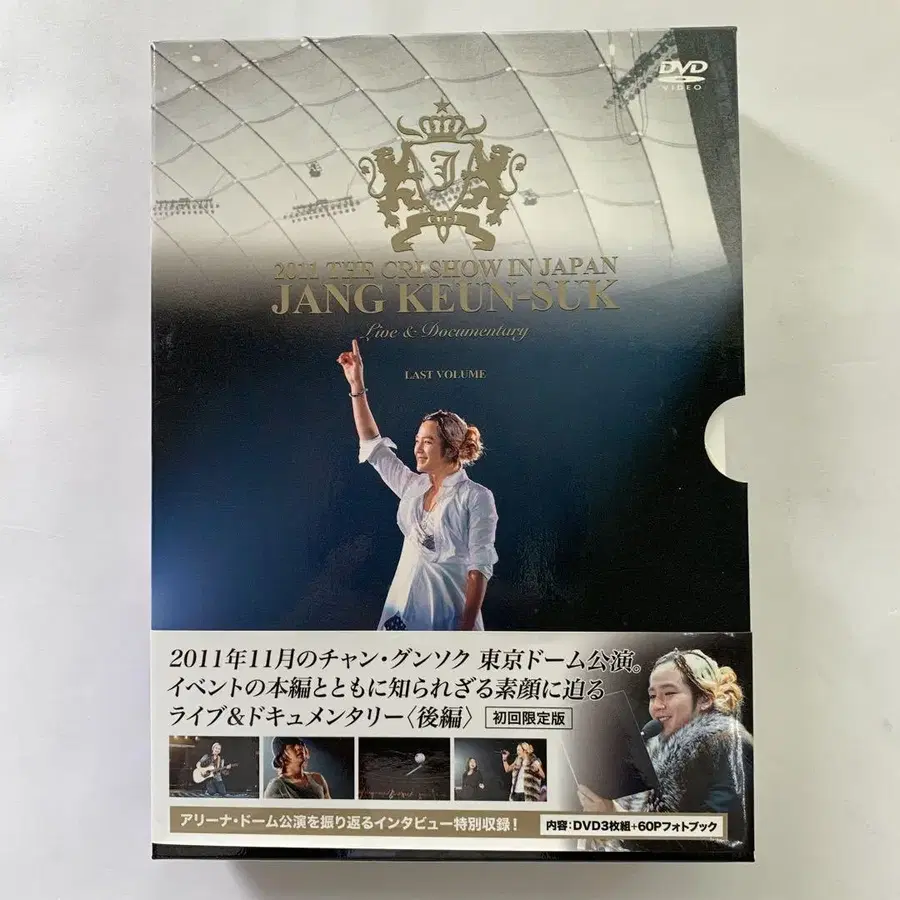 DVD
VIDEO
J
2011 THE CRI SHOW IN JAPAN
JANG KEUN-SUK
Live & Documentary
LAST VOLUME
2011年11月のチャン・グンソク 東京ドーム公演。
イベントの本編とともに知られざる素顔に迫る
ライブ&ドキュメンタリー〈後編〉 初回限定版
アリーナ・ドーム公演を振り返るインタビュー特別収録! 内容:DVD3枚組+60Pフォトブック